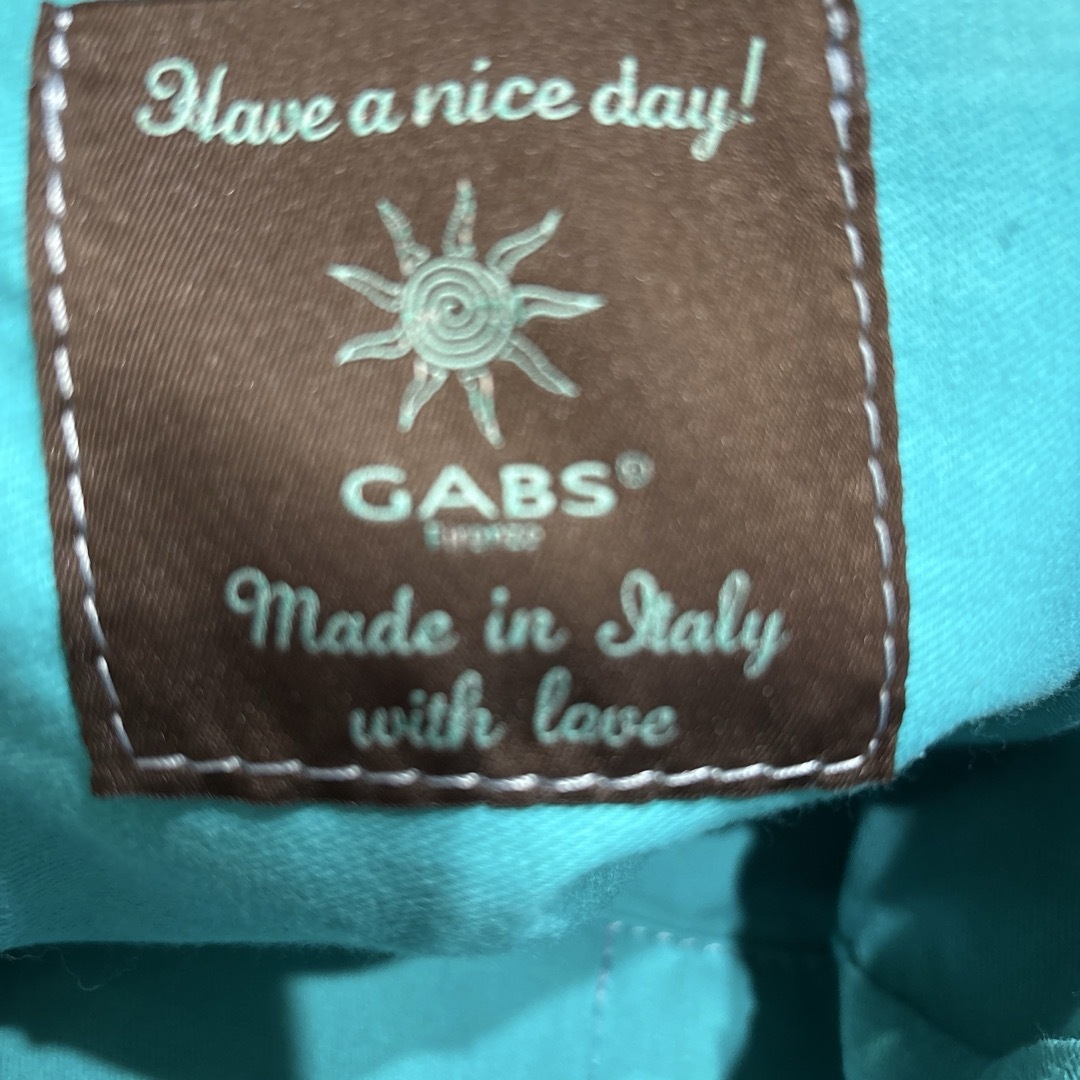 Have a nice day!
GABS®
Made in Italy
with love